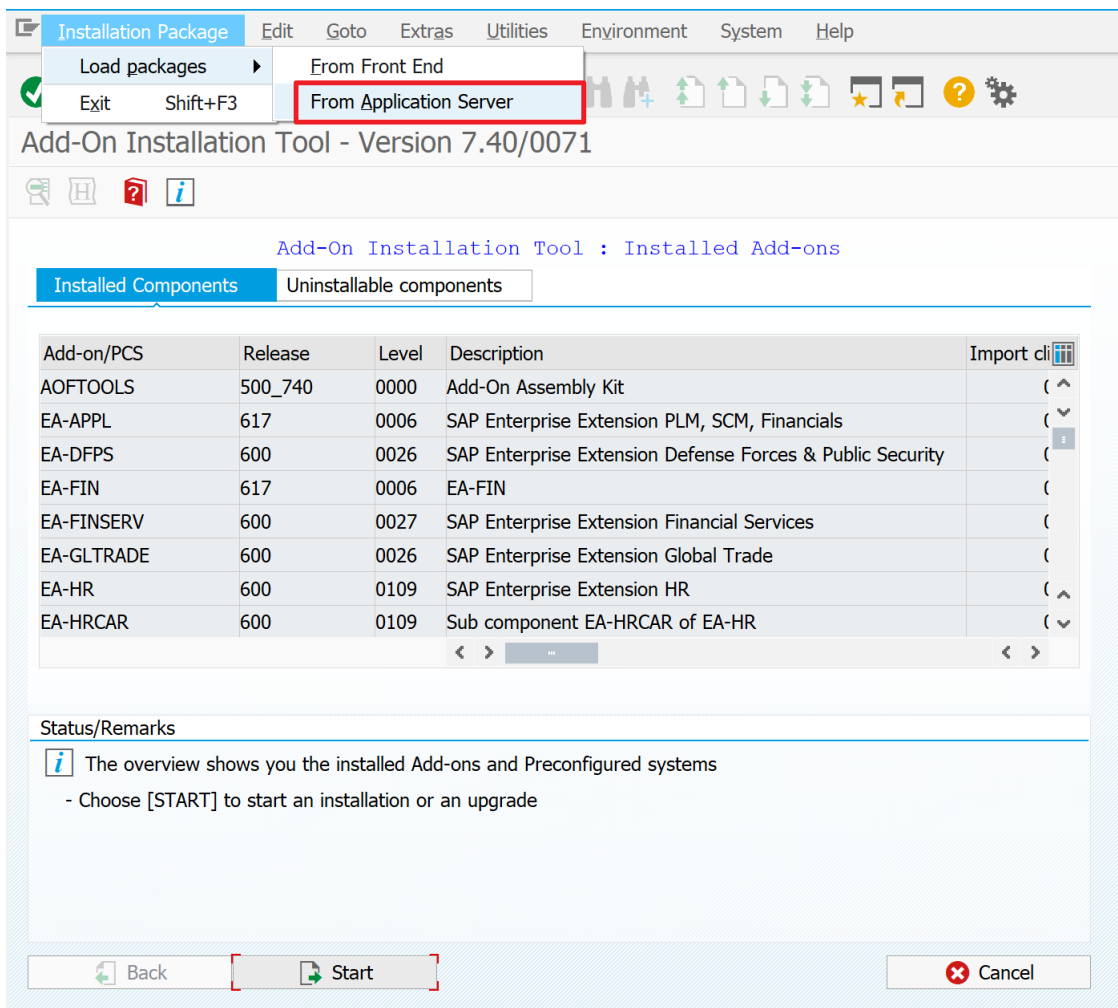 Installation Package Edit Goto Extras Utilities Environment System Help
Load packages From Front End
Exit Shift+F3 From Application Server
Add-On Installation Tool - Version 7.40/0071
Add-On Installation Tool : Installed Add-ons
Installed Components Uninstallable components
Add-on/PCS Release Level Description Import cli
AOFTOOLS 500_740 0000 Add-On Assembly Kit
EA-APPL 617 0006 SAP Enterprise Extension PLM, SCM, Financials
EA-DFPS 600 0026 SAP Enterprise Extension Defense Forces & Public Security
EA-FIN 617 0006 EA-FIN
EA-FINSERV 600 0027 SAP Enterprise Extension Financial Services
EA-GLTRADE 600 0026 SAP Enterprise Extension Global Trade
EA-HR 600 0109 SAP Enterprise Extension HR
EA-HRCAR 600 0109 Sub component EA-HRCAR of EA-HR
Status/Remarks
The overview shows you the installed Add-ons and Preconfigured systems
- Choose [START] to start an installation or an upgrade
Back Start Cancel